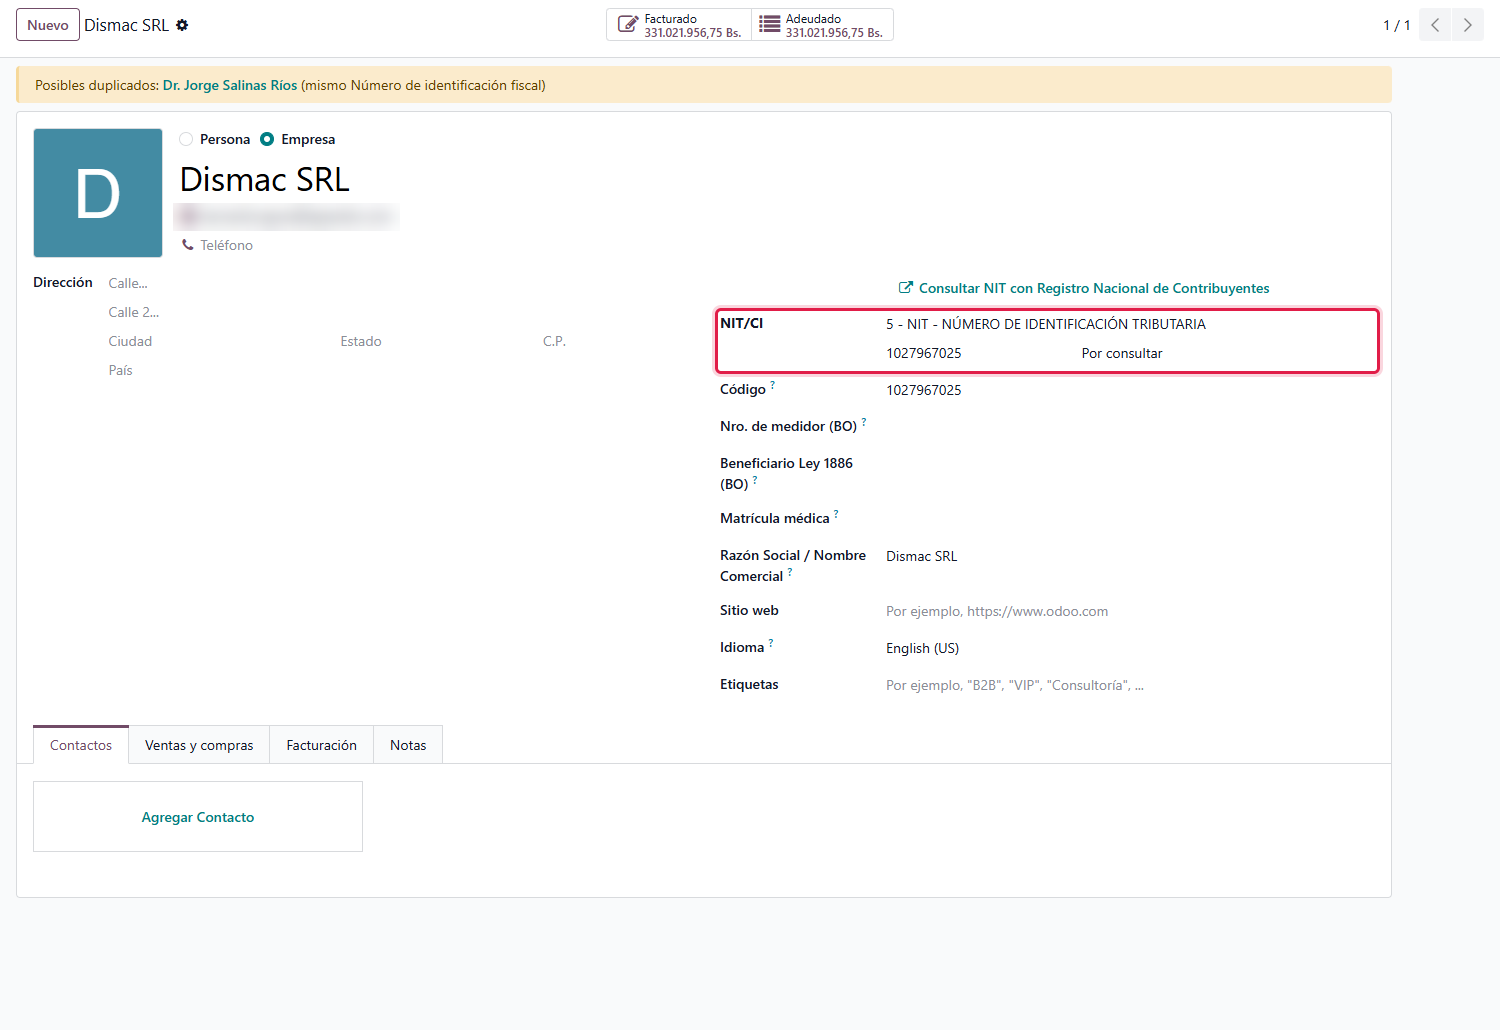 Nuevo Dismac SRL
Facturado
331.021.956,75 Bs.
Adeudado
331.021.956,75 Bs.
1 / 1
Posibles duplicados: Dr. Jorge Salinas Ríos (mismo Número de identificación fiscal)
D
Persona Empresa
Dismac SRL
Teléfono
Dirección Calle...
Calle 2...
Ciudad Estado C.P.
País
Consultar NIT con Registro Nacional de Contribuyentes
NIT/CI 5 - NIT - NÚMERO DE IDENTIFICACIÓN TRIBUTARIA
1027967025 Por consultar
Código ? 1027967025
Nro. de medidor (BO) ?
Beneficiario Ley 1886
(BO) ?
Matrícula médica ?
Razón Social / Nombre
Comercial ? Dismac SRL
Sitio web Por ejemplo, https://www.odoo.com
Idioma ? English (US)
Etiquetas Por ejemplo, "B2B", "VIP", "Consultoría", ...
Contactos Ventas y compras Facturación Notas
Agregar Contacto